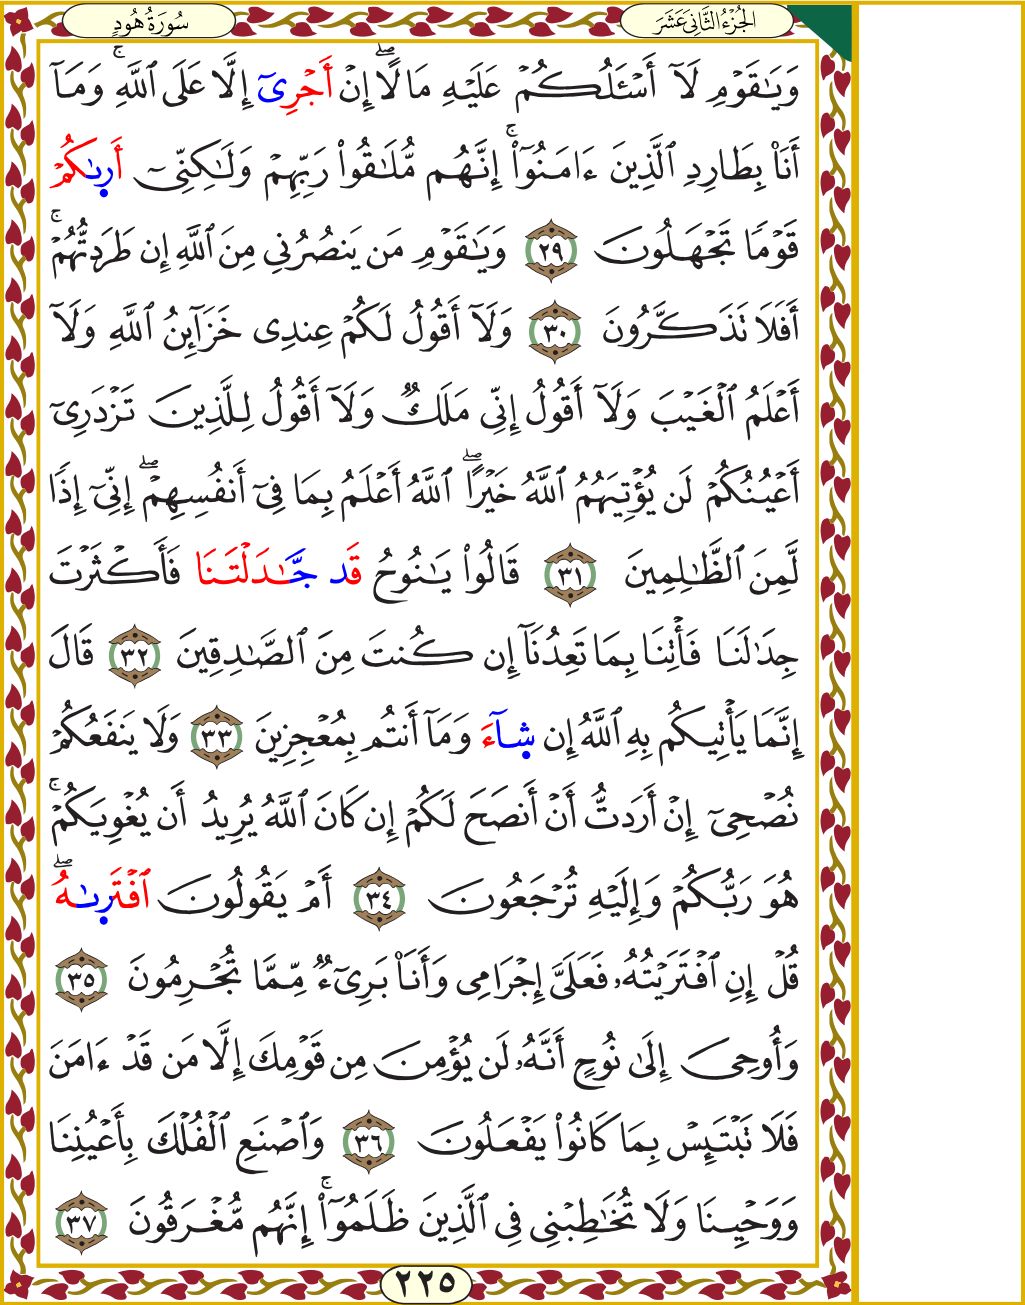 الجُزْءُ الثَّانِيَ عَشَرَ
سُورَةُ هُودٍ
وَيَٰقَوْمِ لَآ أَسْـَٔلُكُمْ عَلَيْهِ مَالًاۖ إِنْ أَجْرِىٓ إِلَّا عَلَى ٱللَّهِۚ وَمَآ
أَنَا۠ بِطَارِدِ ٱلَّذِينَ ءَامَنُوٓا۟ۚ إِنَّهُم مُّلَٰقُوا۟ رَبِّهِمْ وَلَٰكِنِّىٓ أَرىٰكُمْ
قَوْمًا تَجْهَلُونَ ٢٩ وَيَٰقَوْمِ مَن يَنصُرُنِى مِنَ ٱللَّهِ إِن طَرَدتُّهُمْۚ
أَفَلَا تَذَكَّرُونَ ٣٠ وَلَآ أَقُولُ لَكُمْ عِندِى خَزَآئِنُ ٱللَّهِ وَلَآ
أَعْلَمُ ٱلْغَيْبَ وَلَآ أَقُولُ إِنِّى مَلَكٌ وَلَآ أَقُولُ لِلَّذِينَ تَزْدَرِىٓ
أَعْيُنُكُمْ لَن يُؤْتِيَهُمُ ٱللَّهُ خَيْرًاۖ ٱللَّهُ أَعْلَمُ بِمَا فِىٓ أَنفُسِهِمْۖ إِنِّىٓ إِذًا
لَّمِنَ ٱلظَّٰلِمِينَ ٣١ قَالُوا۟ يَٰنُوحُ قَد جَّٰدَلْتَنَا فَأَكْثَرْتَ
جِدَٰلَنَا فَأْتِنَا بِمَا تَعِدُنَآ إِن كُنتَ مِنَ ٱلصَّٰدِقِينَ ٣٢ قَالَ
إِنَّمَا يَأْتِيكُم بِهِ ٱللَّهُ إِن شِآءَ وَمَآ أَنتُم بِمُعْجِزِينَ ٣٣ وَلَا يَنفَعُكُمْ
نُصْحِىٓ إِنْ أَرَدتُّ أَنْ أَنصَحَ لَكُمْ إِن كَانَ ٱللَّهُ يُرِيدُ أَن يُغْوِيَكُمْۚ
هُوَ رَبُّكُمْ وَإِلَيْهِ تُرْجَعُونَ ٣٤ أَمْ يَقُولُونَ ٱفْتَرىٰهُۖ
قُلْ إِنِ ٱفْتَرَيْتُهُۥ فَعَلَىَّ إِجْرَامِى وَأَنَا۠ بَرِىٓءٌ مِّمَّا تُجْرِمُونَ ٣٥
وَأُوحِىَ إِلَىٰ نُوحٍ أَنَّهُۥ لَن يُؤْمِنَ مِن قَوْمِكَ إِلَّا مَن قَدْ ءَامَنَ
فَلَا تَبْتَئِسْ بِمَا كَانُوا۟ يَفْعَلُونَ ٣٦ وَٱصْنَعِ ٱلْفُلْكَ بِأَعْيُنِنَا
وَوَحْيِنَا وَلَا تُخَٰطِبْنِى فِى ٱلَّذِينَ ظَلَمُوٓا۟ۚ إِنَّهُم مُّغْرَقُونَ ٣٧
٢٢٥